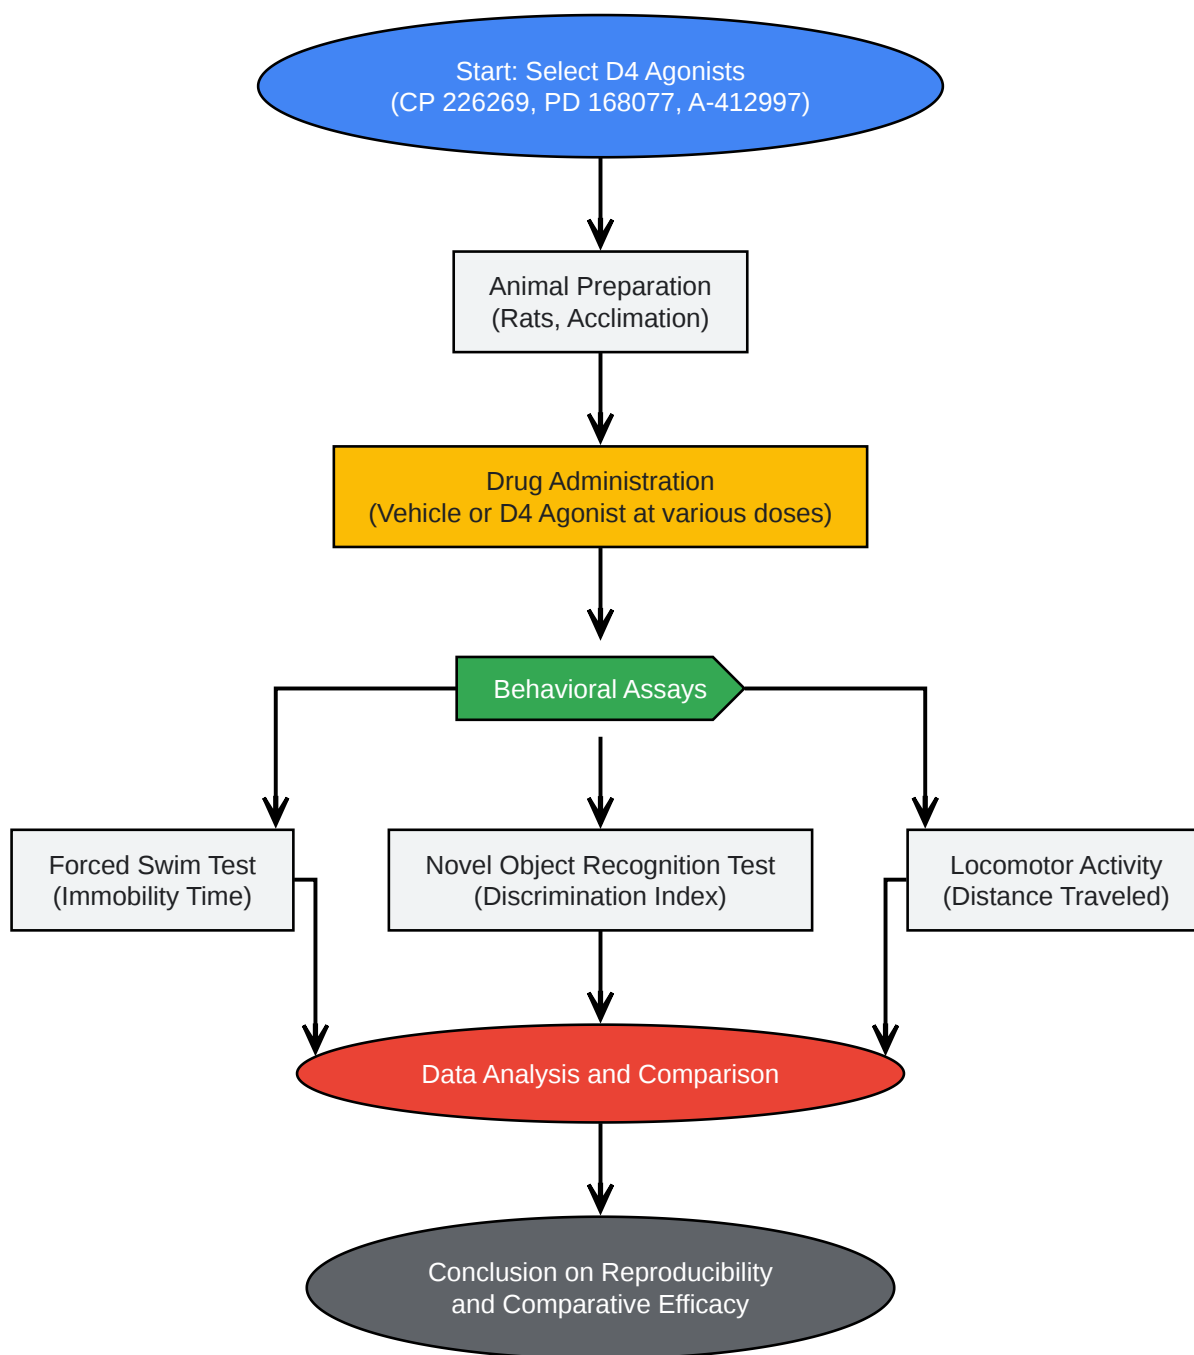 Start: Select D4 Agonists
(CP 226269, PD 168077, A-412997)
Animal Preparation
(Rats, Acclimation)
Drug Administration
(Vehicle or D4 Agonist at various doses)
Behavioral Assays
Forced Swim Test
(Immobility Time)
Novel Object Recognition Test
(Discrimination Index)
Locomotor Activity
(Distance Traveled)
Data Analysis and Comparison
Conclusion on Reproducibility
and Comparative Efficacy